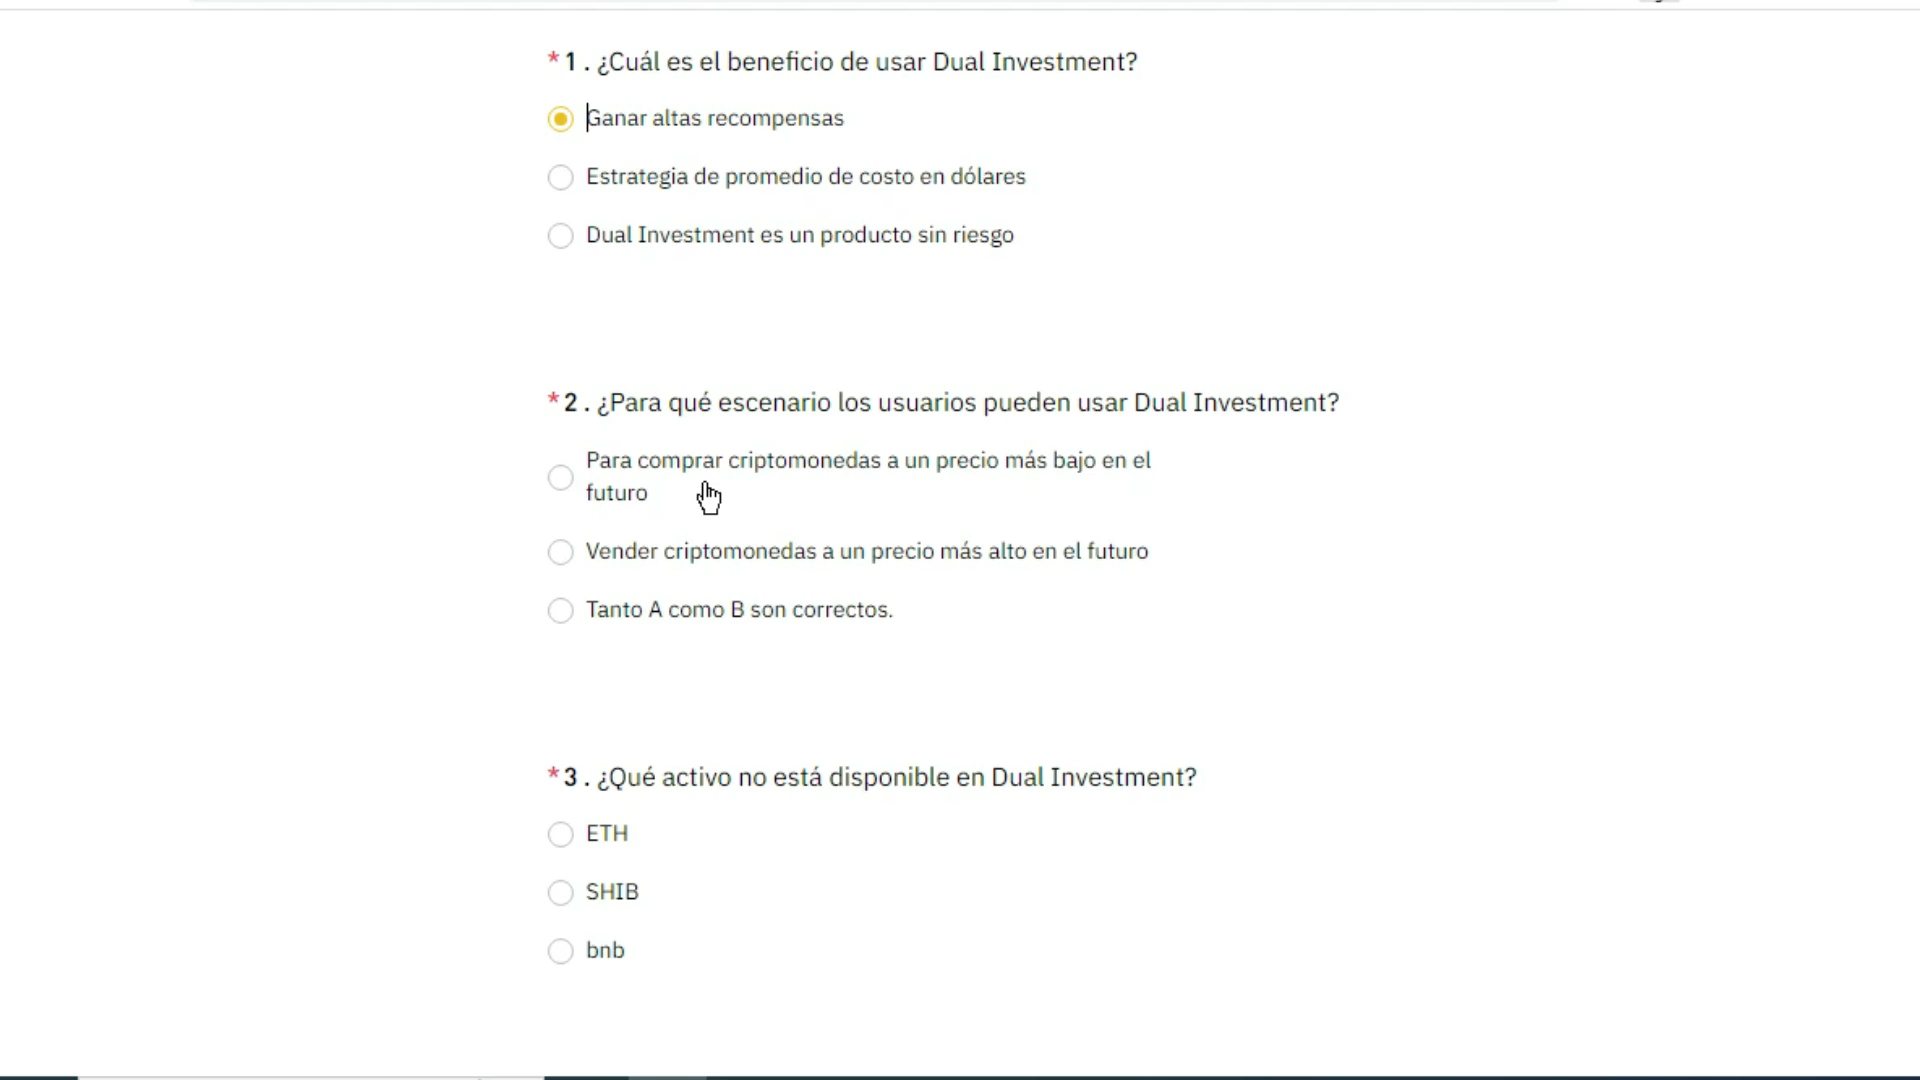 *1. ¿Cuál es el beneficio de usar Dual Investment?
Ganar altas recompensas
Estrategia de promedio de costo en dólares
Dual Investment es un producto sin riesgo
*2. ¿Para qué escenario los usuarios pueden usar Dual Investment?
Para comprar criptomonedas a un precio más bajo en el
futuro
Vender criptomonedas a un precio más alto en el futuro
Tanto A como B son correctos.
*3. ¿Qué activo no está disponible en Dual Investment?
ETH
SHIB
bnb